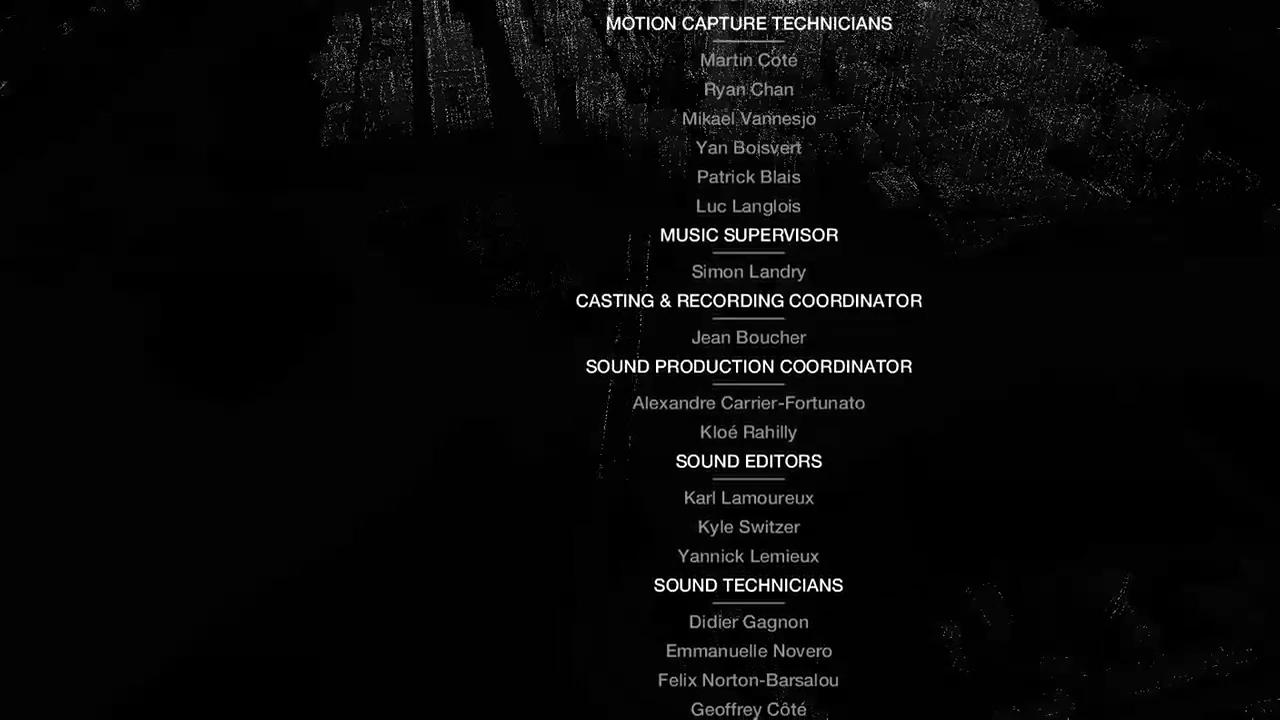 MOTION CAPTURE TECHNICIANS
Martin Coté
Ryan Chan
Mikael Vannesjo
Yan Boisvert
Patrick Blais
Luc Langlois
MUSIC SUPERVISOR
Simon Landry
CASTING & RECORDING COORDINATOR
Jean Boucher
SOUND PRODUCTION COORDINATOR
Alexandre Carrier-Fortunato
Kloé Rahilly
SOUND EDITORS
Karl Lamoureux
Kyle Switzer
Yannick Lemieux
SOUND TECHNICIANS
Didier Gagnon
Emmanuelle Novero
Felix Norton-Barsalou
Geoffrey Côté